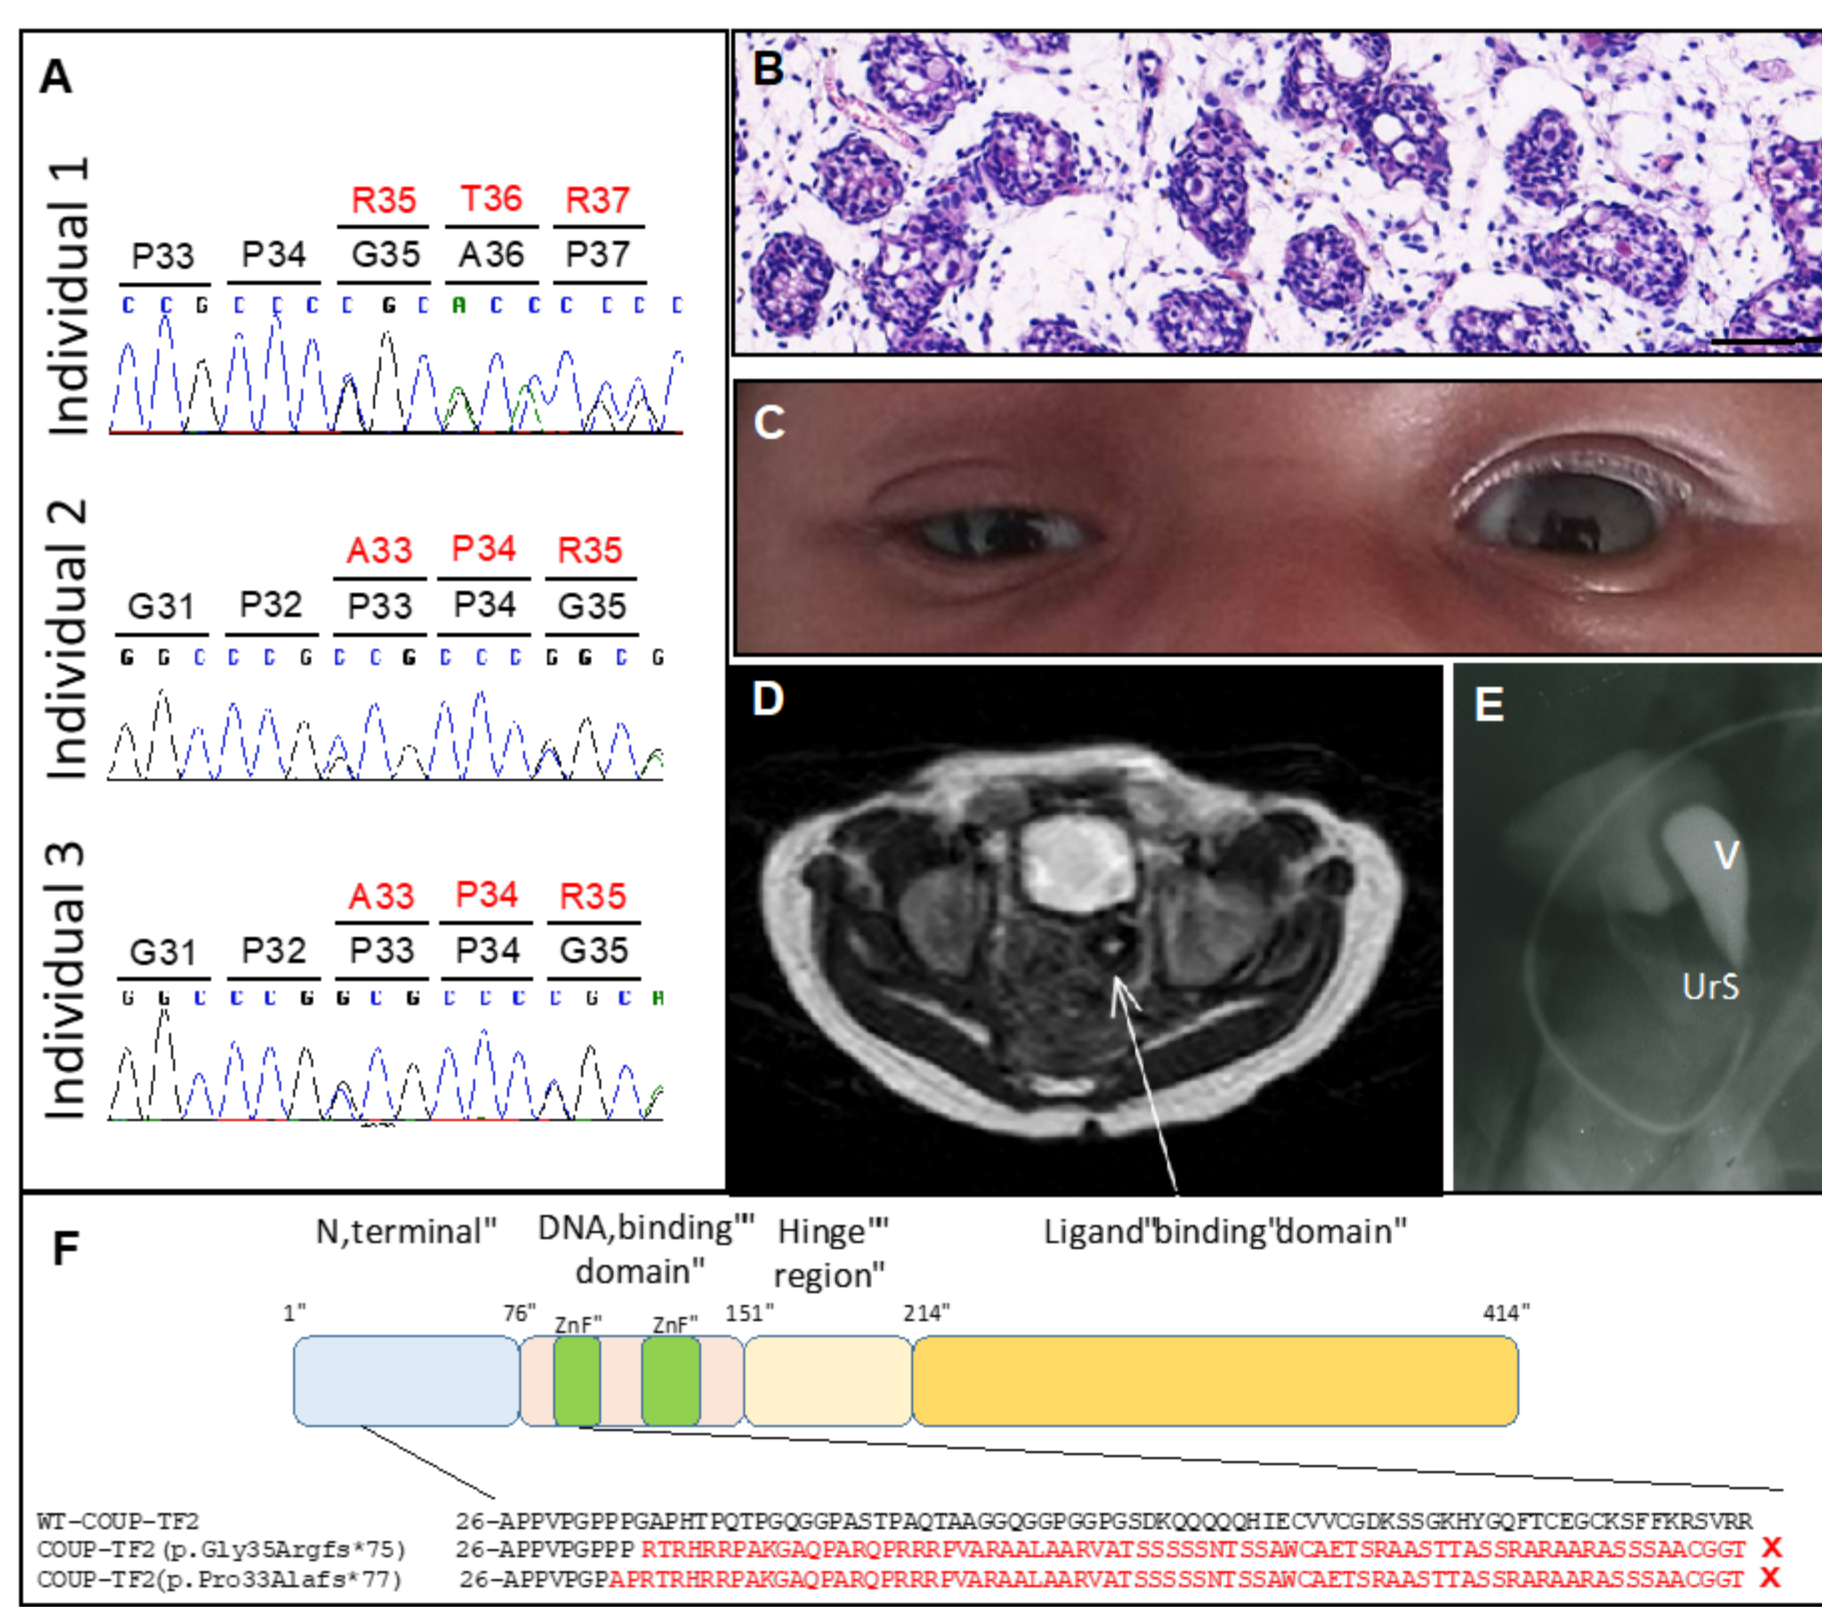 A
Individual 1
R35 T36 R37
P33 P34 G35 A36 P37
C C G C C C C G C A C C C C C C
Individual 2
A33 P34 R35
G31 P32 P33 P34 G35
G G C C C G C C G C C C G G C G
Individual 3
A33 P34 R35
G31 P32 P33 P34 G35
G G C C C G G C G C C C C G C A
B
C
D
E
V
UrS
F
N,terminal" DNA,binding"' Hinge"' Ligand"binding"domain"
domain" region"
1" 76" ZnF" ZnF" 151" 214" 414"
WT-COUP-TF2 26-APPVPGPPPGAPHTPQTPGQGGPASTPAQTAAGGQGGPGGPGSDKQQQQQHIECVVCGDKSSGKHYGQFTCEGCKSFFKRSVRR
COUP-TF2(p.Gly35Argfs*75) 26-APPVPGPPP RTRHRRPAKGAQPARQPRRRPVARAALAARVATSSSSSNTSSAWCAETSRAASTTASSRARAARASSSAACGGT X
COUP-TF2(p.Pro33Alafs*77) 26-APPVPGPAPRTRHRRPAKGAQPARQPRRRPVARAALAARVATSSSSSNTSSAWCAETSRAASTTASSRARAARASSSAACGGT X